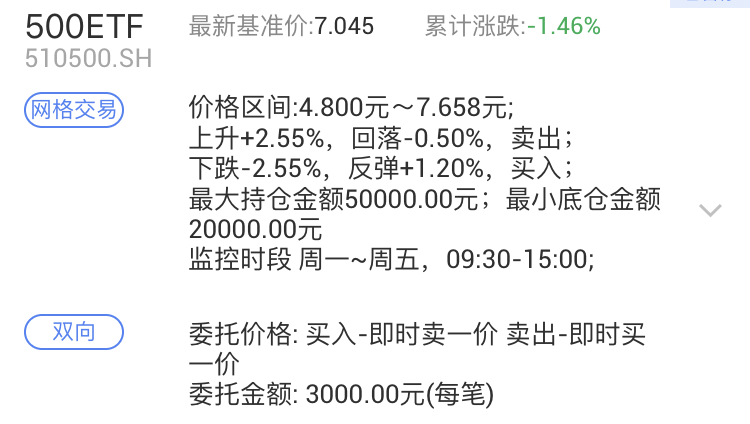 500ETF 最新基准价:7.045 累计涨跌:-1.46%
510500.SH
网格交易 价格区间:4.800元～7.658元;
上升+2.55%，回落-0.50%，卖出；
下跌-2.55%，反弹+1.20%，买入；
最大持仓金额50000.00元；最小底仓金额
20000.00元
监控时段 周一~周五，09:30-15:00;
双向 委托价格: 买入-即时卖一价 卖出-即时买
一价
委托金额: 3000.00元(每笔)